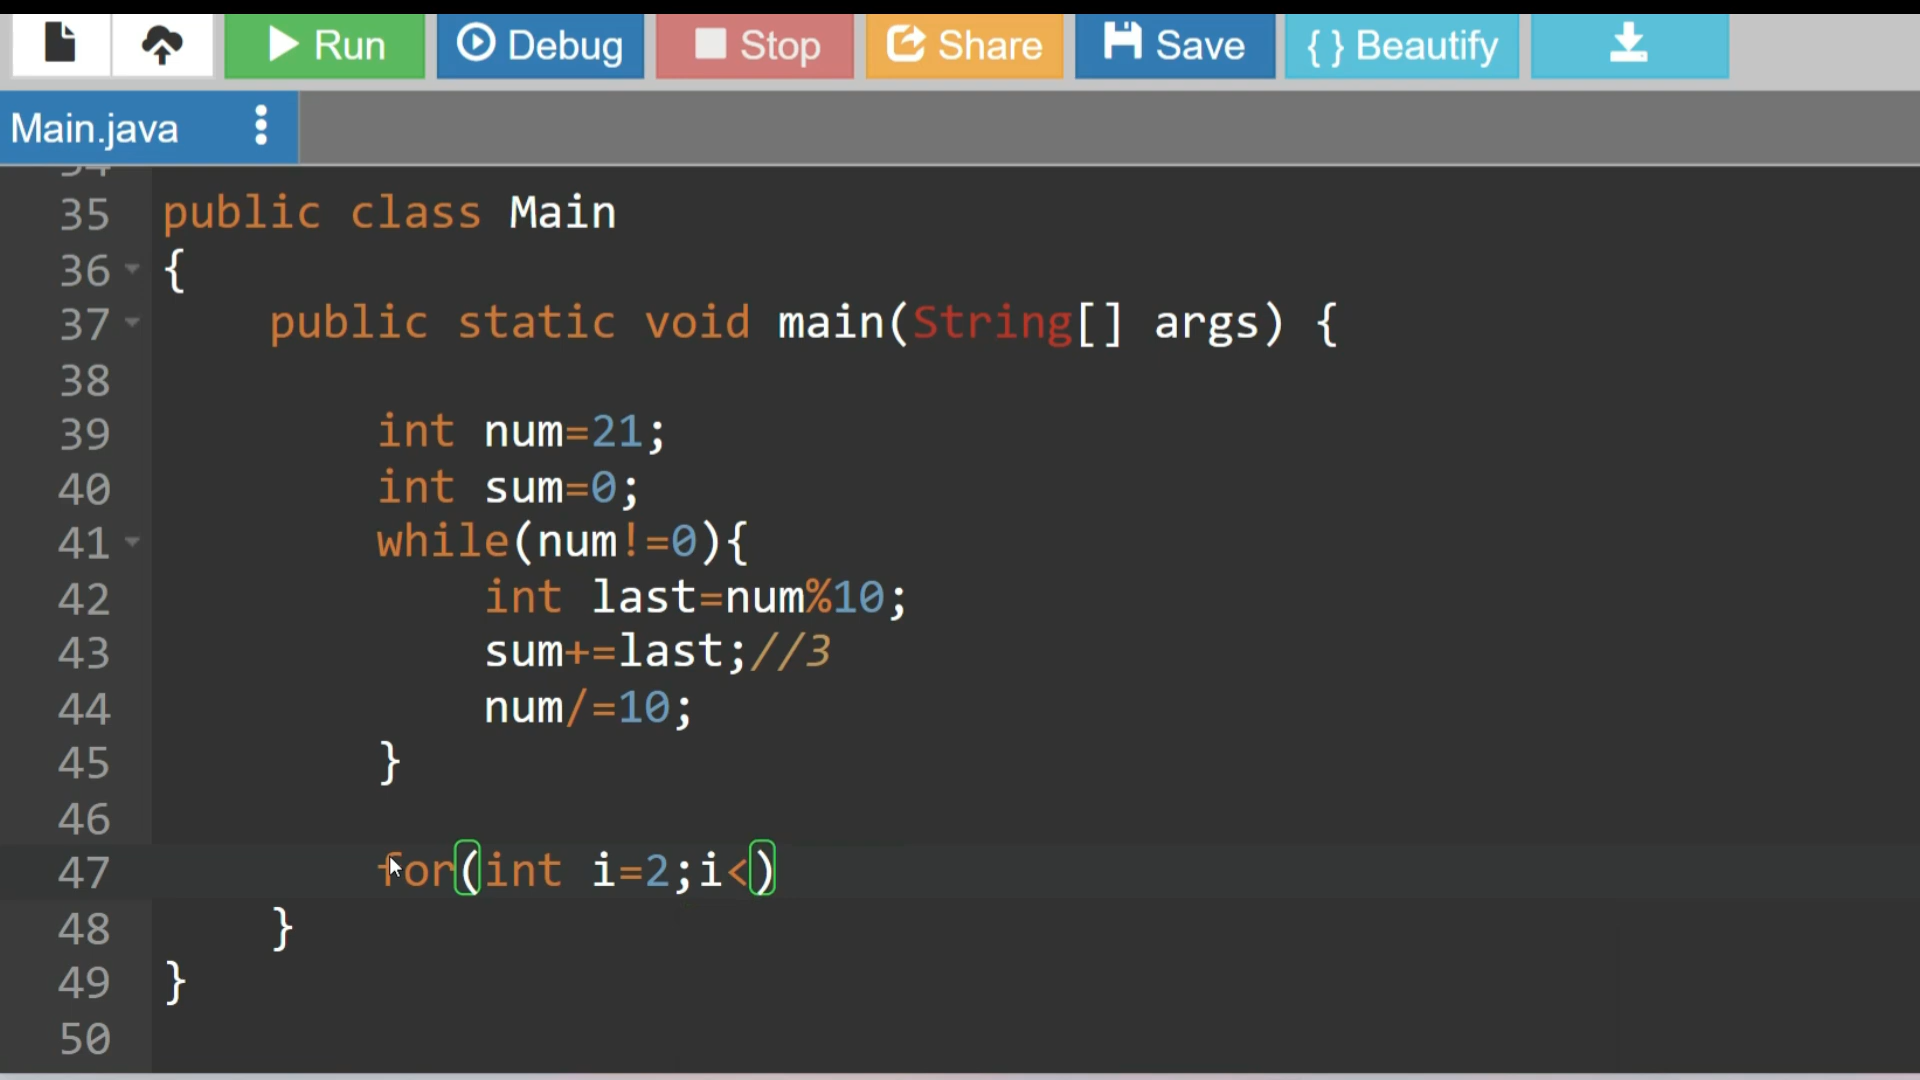 Run Debug Stop Share Save { } Beautify
Main.java
35 public class Main
36 {
37 public static void main(String[] args) {
38
39 int num=21;
40 int sum=0;
41 while(num!=0){
42 int last=num%10;
43 sum+=last;//3
44 num/=10;
45 }
46
47 for(int i=2;i<)
48 }
49 }
50